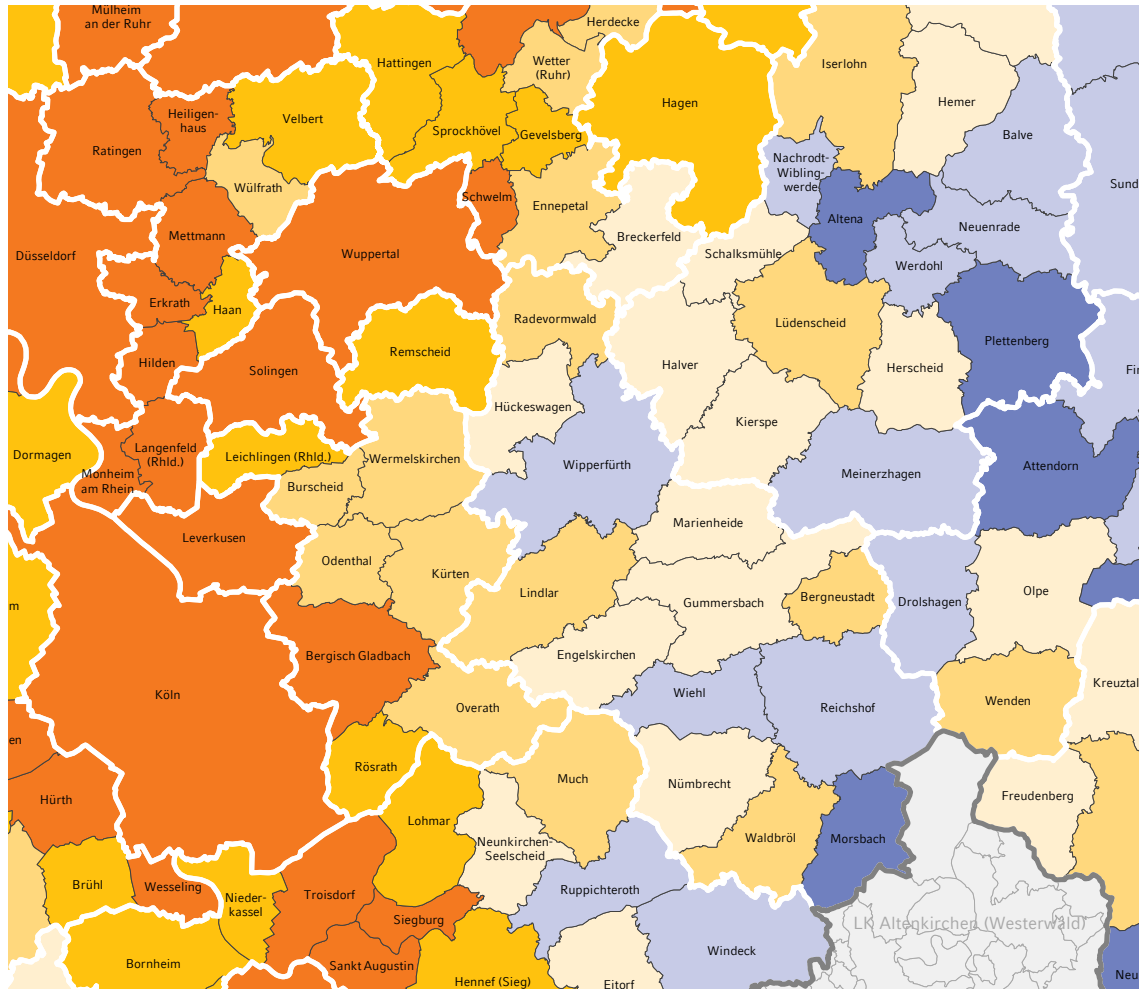 Mülheim
an der Ruhr
Herdecke
Hattingen
Wetter
(Ruhr)
Iserlohn
Hagen
Hemer
Heiligen-
haus
Velbert
Sprockhövel
Gevelsberg
Balve
Ratingen
Nachrodt-
Wiblingwerde
Wülfrath
Schwelm
Ennepetal
Altena
Sund
Mettmann
Breckerfeld
Neuenrade
Düsseldorf
Wuppertal
Schalksmühle
Werdohl
Erkrath
Haan
Radevormwald
Lüdenscheid
Plettenberg
Remscheid
Hilden
Solingen
Halver
Herscheid
Fin
Hückeswagen
Kierspe
Dormagen
Langenfeld
(Rhld.)
Leichlingen (Rhld.)
Wermelskirchen
Wipperfürth
Attendorn
Monheim
am Rhein
Burscheid
Meinerzhagen
Marienheide
Leverkusen
Odenthal
Kürten
Lindlar
Gummersbach
Bergneustadt
Drolshagen
Olpe
m
Bergisch Gladbach
Engelskirchen
Köln
Wiehl
Reichshof
Wenden
Kreuztal
Overath
en
Rösrath
Much
Nümbrecht
Hürth
Freudenberg
Lohmar
Neunkirchen-
Seelscheid
Waldbröl
Morsbach
Brühl
Wesseling
Nieder-
kassel
Troisdorf
Ruppichteroth
Siegburg
LK Altenkirchen (Westerwald)
Bornheim
Sankt Augustin
Windeck
Hennef (Sieg)
Eitorf
Neu